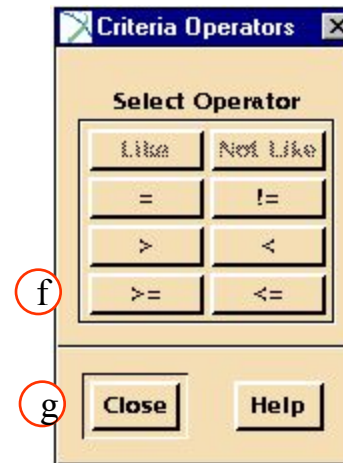 Criteria Operators
Select Operator
Like Not Like
= !=
> <
f >= <=
g Close Help